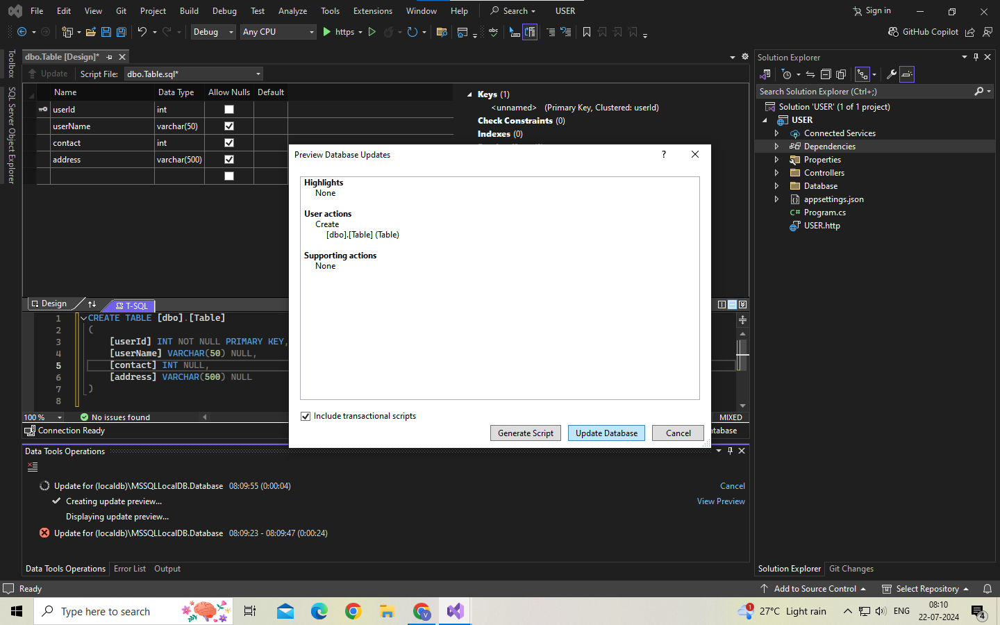 File Edit View Git Project Build Debug Test Analyze Tools Extensions Window Help Search USER Sign in
Debug Any CPU https abc GitHub Copilot
Toolbox
SQL Server Object Explorer
dbo.Table [Design]*
Update Script File: dbo.Table.sql*
Name Data Type Allow Nulls Default
userId int
userName varchar(50)
contact int
address varchar(500)
Keys (1)
<unnamed> (Primary Key, Clustered: userId)
Check Constraints (0)
Indexes (0)
Preview Database Updates ?
Highlights
None
User actions
Create
[dbo].[Table] (Table)
Supporting actions
None
Include transactional scripts
Generate Script Update Database Cancel
Design T-SQL
1 CREATE TABLE [dbo].[Table]
2 (
3 [userId] INT NOT NULL PRIMARY KEY,
4 [userName] VARCHAR(50) NULL,
5 [contact] INT NULL,
6 [address] VARCHAR(500) NULL
7 )
8
100 % No issues found MIXED
Connection Ready atabase
Data Tools Operations
Update for (localdb)\MSSQLLocalDB.Database 08:09:55 (0:00:04) Cancel
Creating update preview... View Preview
Displaying update preview...
Update for (localdb)\MSSQLLocalDB.Database 08:09:23 - 08:09:47 (0:00:24)
Data Tools Operations Error List Output
Solution Explorer
Search Solution Explorer (Ctrl+;)
Solution 'USER' (1 of 1 project)
USER
Connected Services
Dependencies
Properties
Controllers
Database
appsettings.json
C# Program.cs
USER.http
Solution Explorer Git Changes
Ready Add to Source Control Select Repository
Type here to search V 1 27°C Light rain ENG 08:10
22-07-2024 4